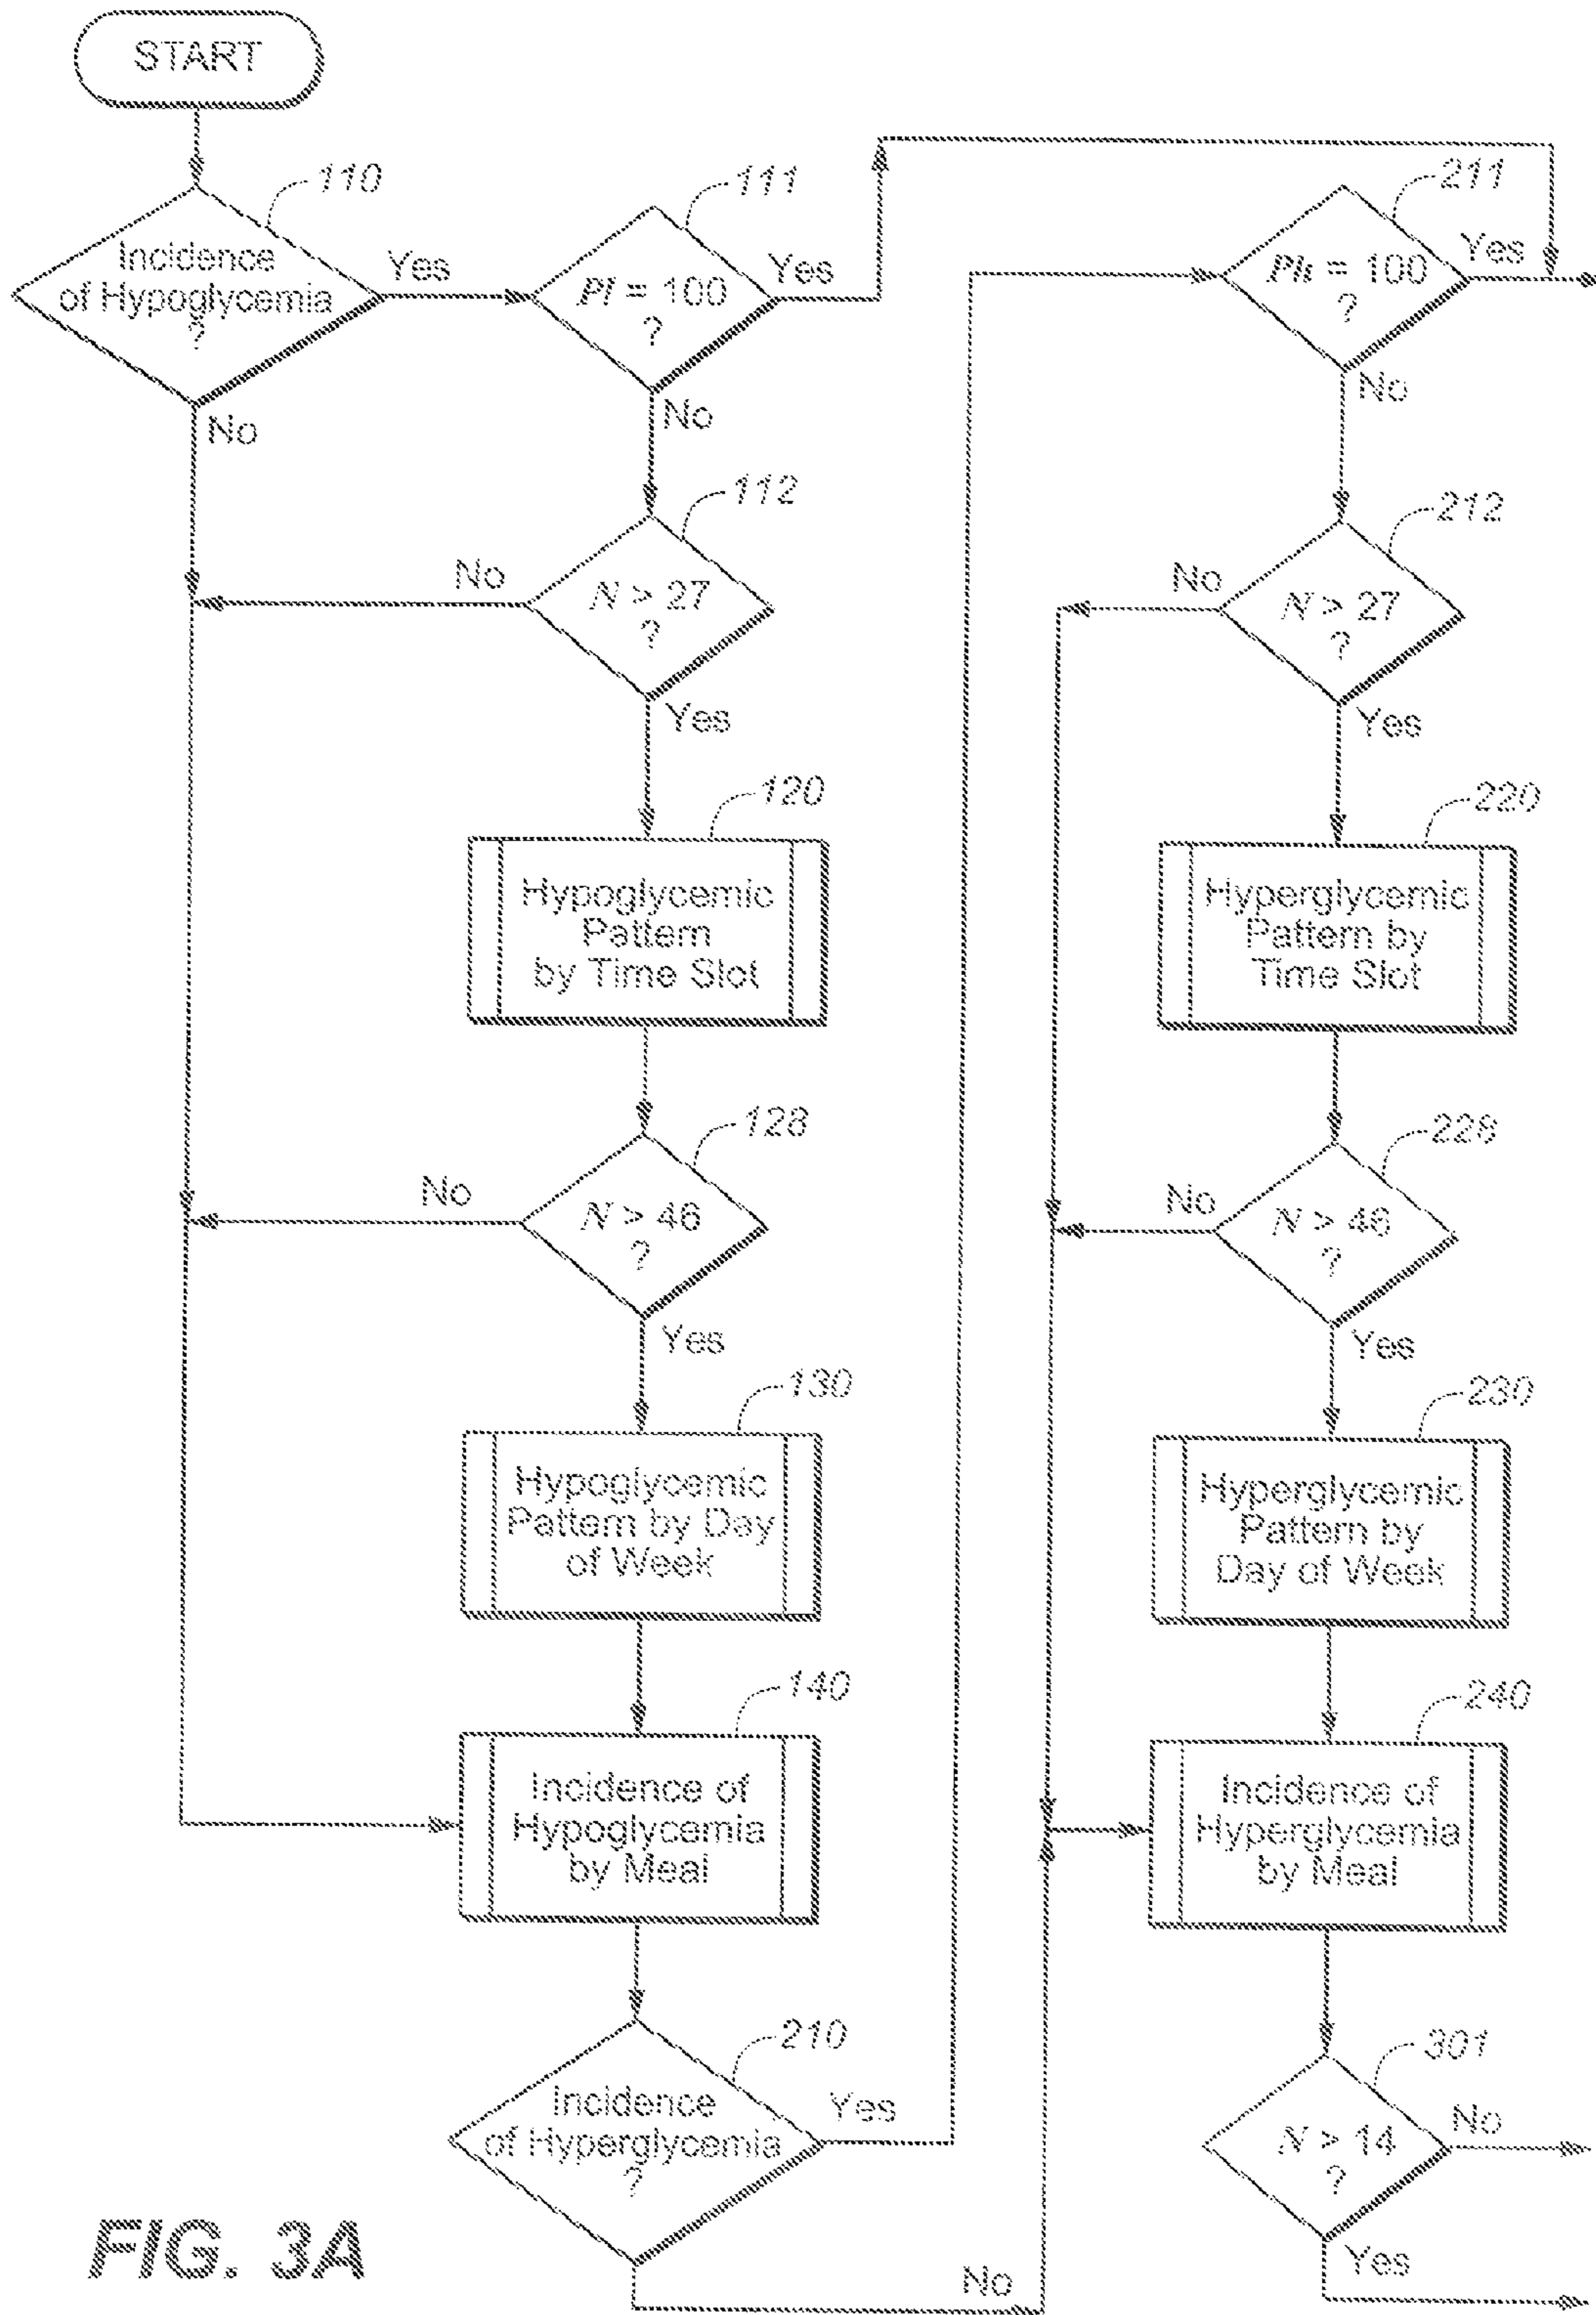 START
110
Incidence
of Hypoglycemia
?
Yes
No
111
Pl = 100
?
Yes
No
112
N > 27
?
No
Yes
120
Hypoglycemic
Pattern
by Time Slot
128
N > 46
?
No
Yes
130
Hypoglycemic
Pattern by Day
of Week
140
Incidence of
Hypoglycemia
by Meal
210
Incidence
of Hyperglycemia
?
Yes
No
211
Ph = 100
?
Yes
No
212
N > 27
?
No
Yes
220
Hyperglycemic
Pattern by
Time Slot
228
N > 46
?
No
Yes
230
Hyperglycemic
Pattern by
Day of Week
240
Incidence of
Hyperglycemia
by Meal
301
N > 14
?
No
Yes
FIG. 3A